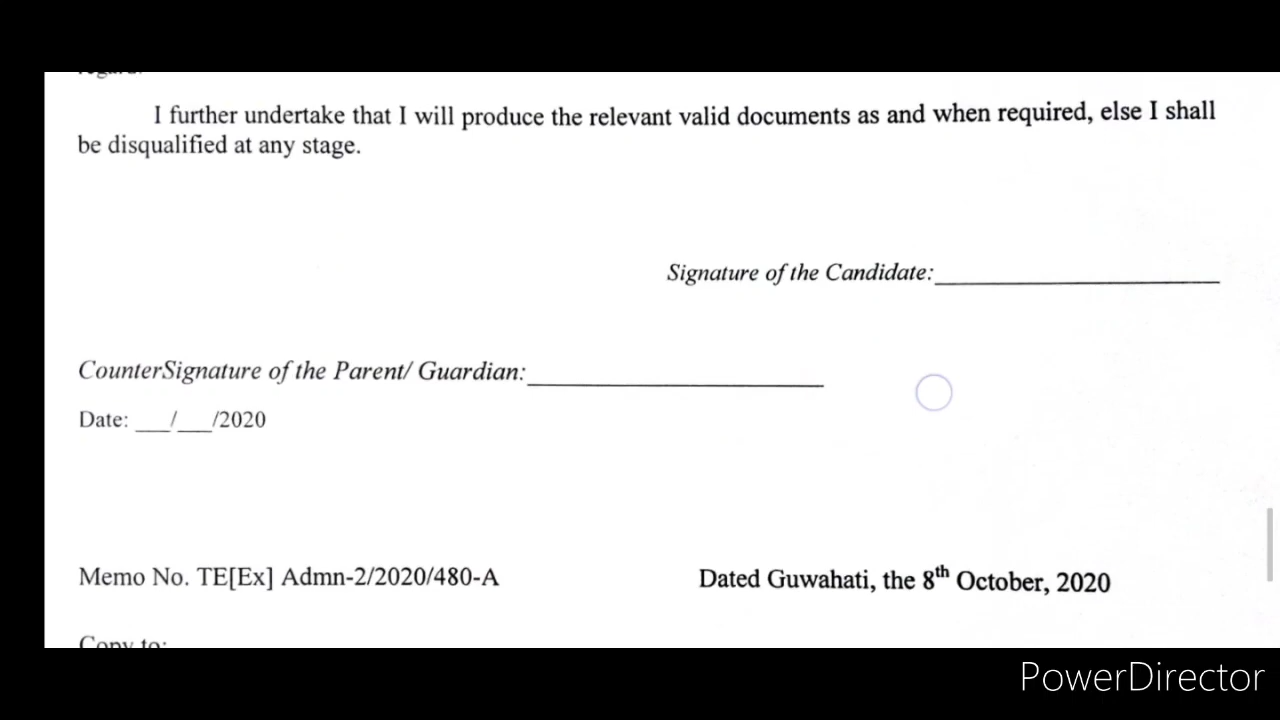 I further undertake that I will produce the relevant valid documents as and when required, else I shall
be disqualified at any stage.
Signature of the Candidate:
CounterSignature of the Parent/ Guardian:
Date: ___/___/2020
Memo No. TE[Ex] Admn-2/2020/480-A
Dated Guwahati, the 8th October, 2020
Copy to:
PowerDirector